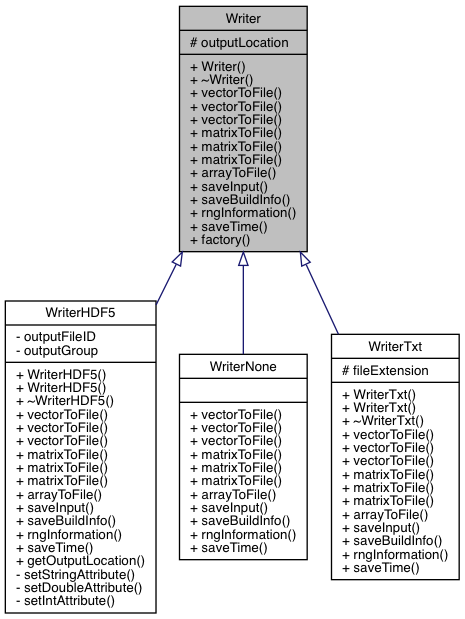 Writer
# outputLocation
+ Writer()
+ ~Writer()
+ vectorToFile()
+ vectorToFile()
+ vectorToFile()
+ matrixToFile()
+ matrixToFile()
+ matrixToFile()
+ arrayToFile()
+ saveInput()
+ saveBuildInfo()
+ rngInformation()
+ saveTime()
+ factory()
WriterHDF5
- outputFileID
- outputGroup
+ WriterHDF5()
+ WriterHDF5()
+ ~WriterHDF5()
+ vectorToFile()
+ vectorToFile()
+ vectorToFile()
+ matrixToFile()
+ matrixToFile()
+ matrixToFile()
+ arrayToFile()
+ saveInput()
+ saveBuildInfo()
+ rngInformation()
+ saveTime()
+ getOutputLocation()
- setStringAttribute()
- setDoubleAttribute()
- setIntAttribute()
WriterNone
+ vectorToFile()
+ vectorToFile()
+ vectorToFile()
+ matrixToFile()
+ matrixToFile()
+ matrixToFile()
+ arrayToFile()
+ saveInput()
+ saveBuildInfo()
+ rngInformation()
+ saveTime()
WriterTxt
# fileExtension
+ WriterTxt()
+ WriterTxt()
+ ~WriterTxt()
+ vectorToFile()
+ vectorToFile()
+ vectorToFile()
+ matrixToFile()
+ matrixToFile()
+ matrixToFile()
+ arrayToFile()
+ saveInput()
+ saveBuildInfo()
+ rngInformation()
+ saveTime()